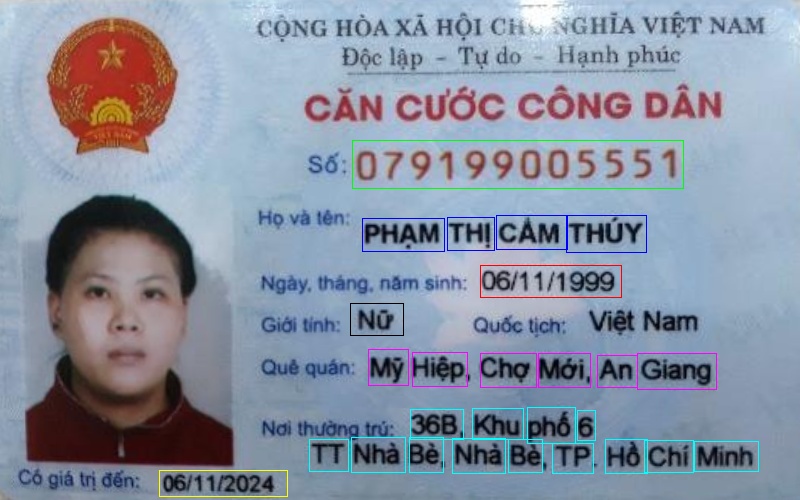 CỘNG HÒA XÃ HỘI CHỦ NGHĨA VIỆT NAM
Độc lập - Tự do - Hạnh phúc
CĂN CƯỚC CÔNG DÂN
Số: 079199005551
Họ và tên: PHẠM THỊ CẨM THÚY
Ngày, tháng, năm sinh: 06/11/1999
Giới tính: Nữ Quốc tịch: Việt Nam
Quê quán: Mỹ Hiệp, Chợ Mới, An Giang
Nơi thường trú: 36B, Khu phố 6
TT Nhà Bè, Nhà Bè, TP. Hồ Chí Minh
Có giá trị đến: 06/11/2024